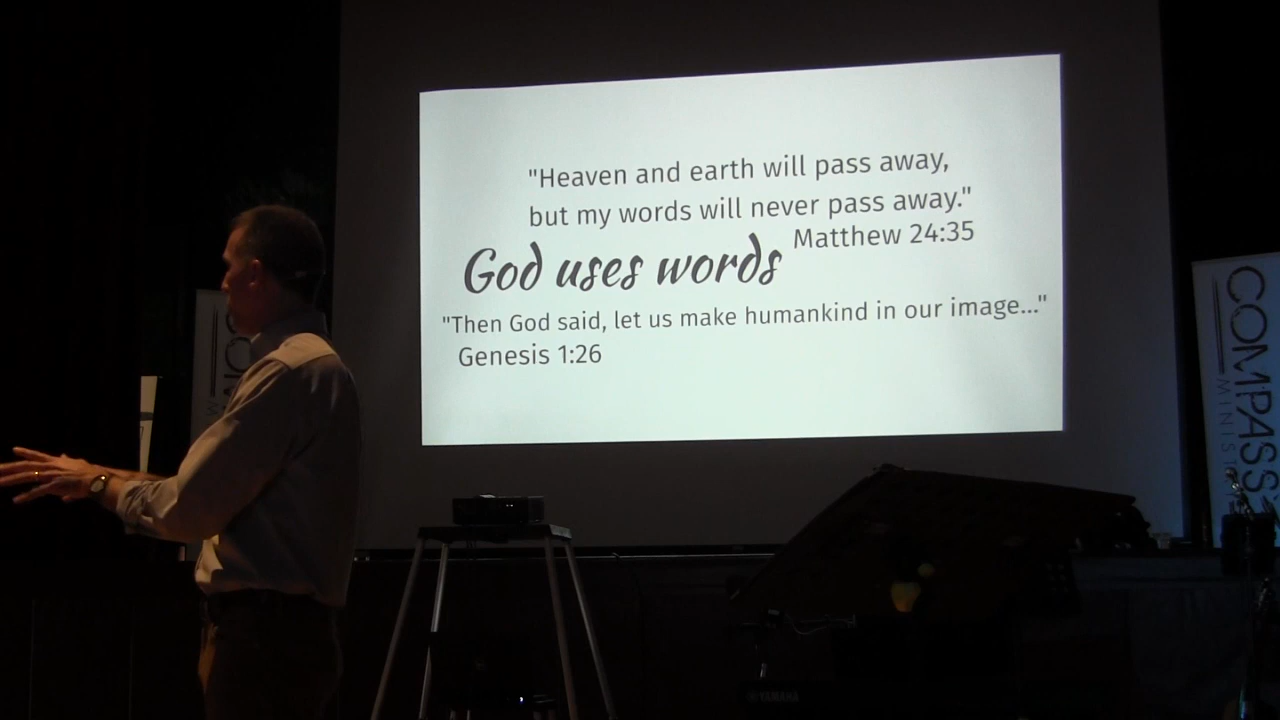 "Heaven and earth will pass away,
but my words will never pass away."
Matthew 24:35
God uses words
"Then God said, let us make humankind in our image..."
Genesis 1:26
COMPASS
YAMAHA